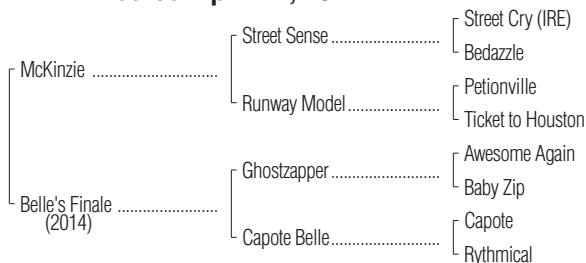 Street Cry (IRE)
Street Sense
Bedazzle
McKinzie
Petionville
Runway Model
Ticket to Houston
Awesome Again
Ghostzapper
Baby Zip
Belle's Finale
(2014)
Capote
Capote Belle
Rythmical